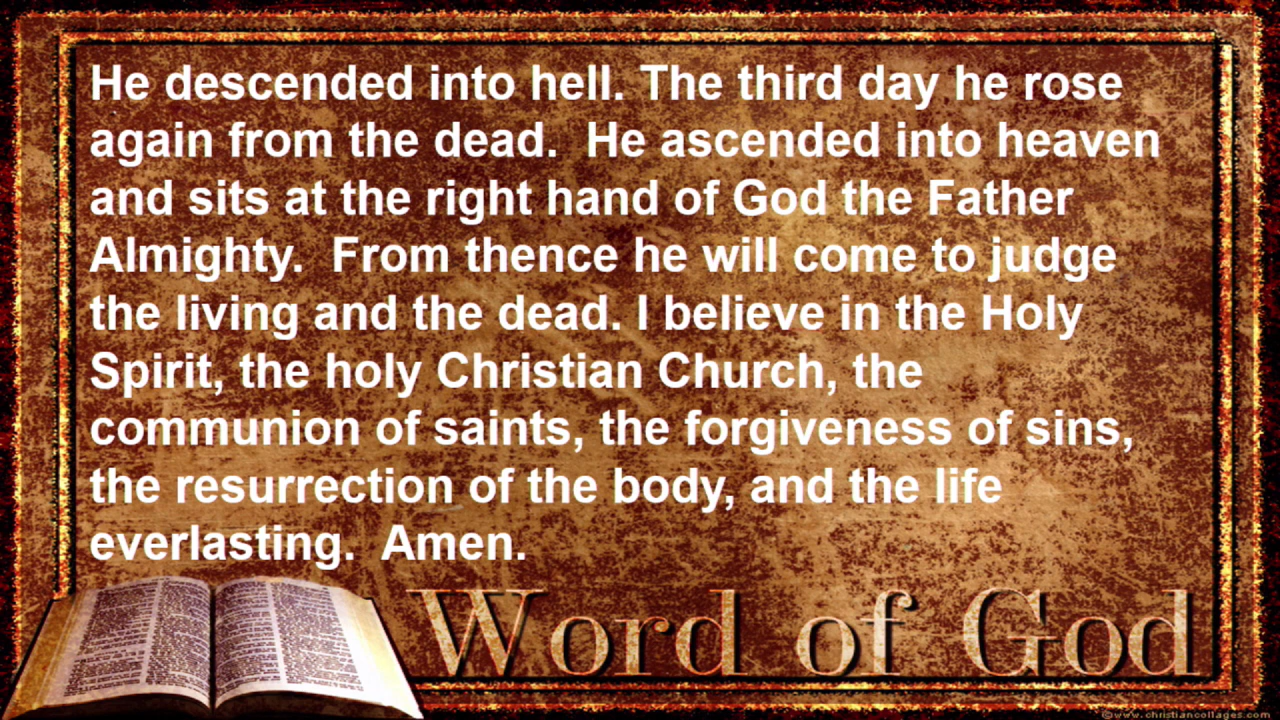 He descended into hell. The third day he rose
again from the dead.  He ascended into heaven
and sits at the right hand of God the Father
Almighty.  From thence he will come to judge
the living and the dead. I believe in the Holy
Spirit, the holy Christian Church, the
communion of saints, the forgiveness of sins,
the resurrection of the body, and the life
everlasting.  Amen.
Word of God
©www.christiancollages.com